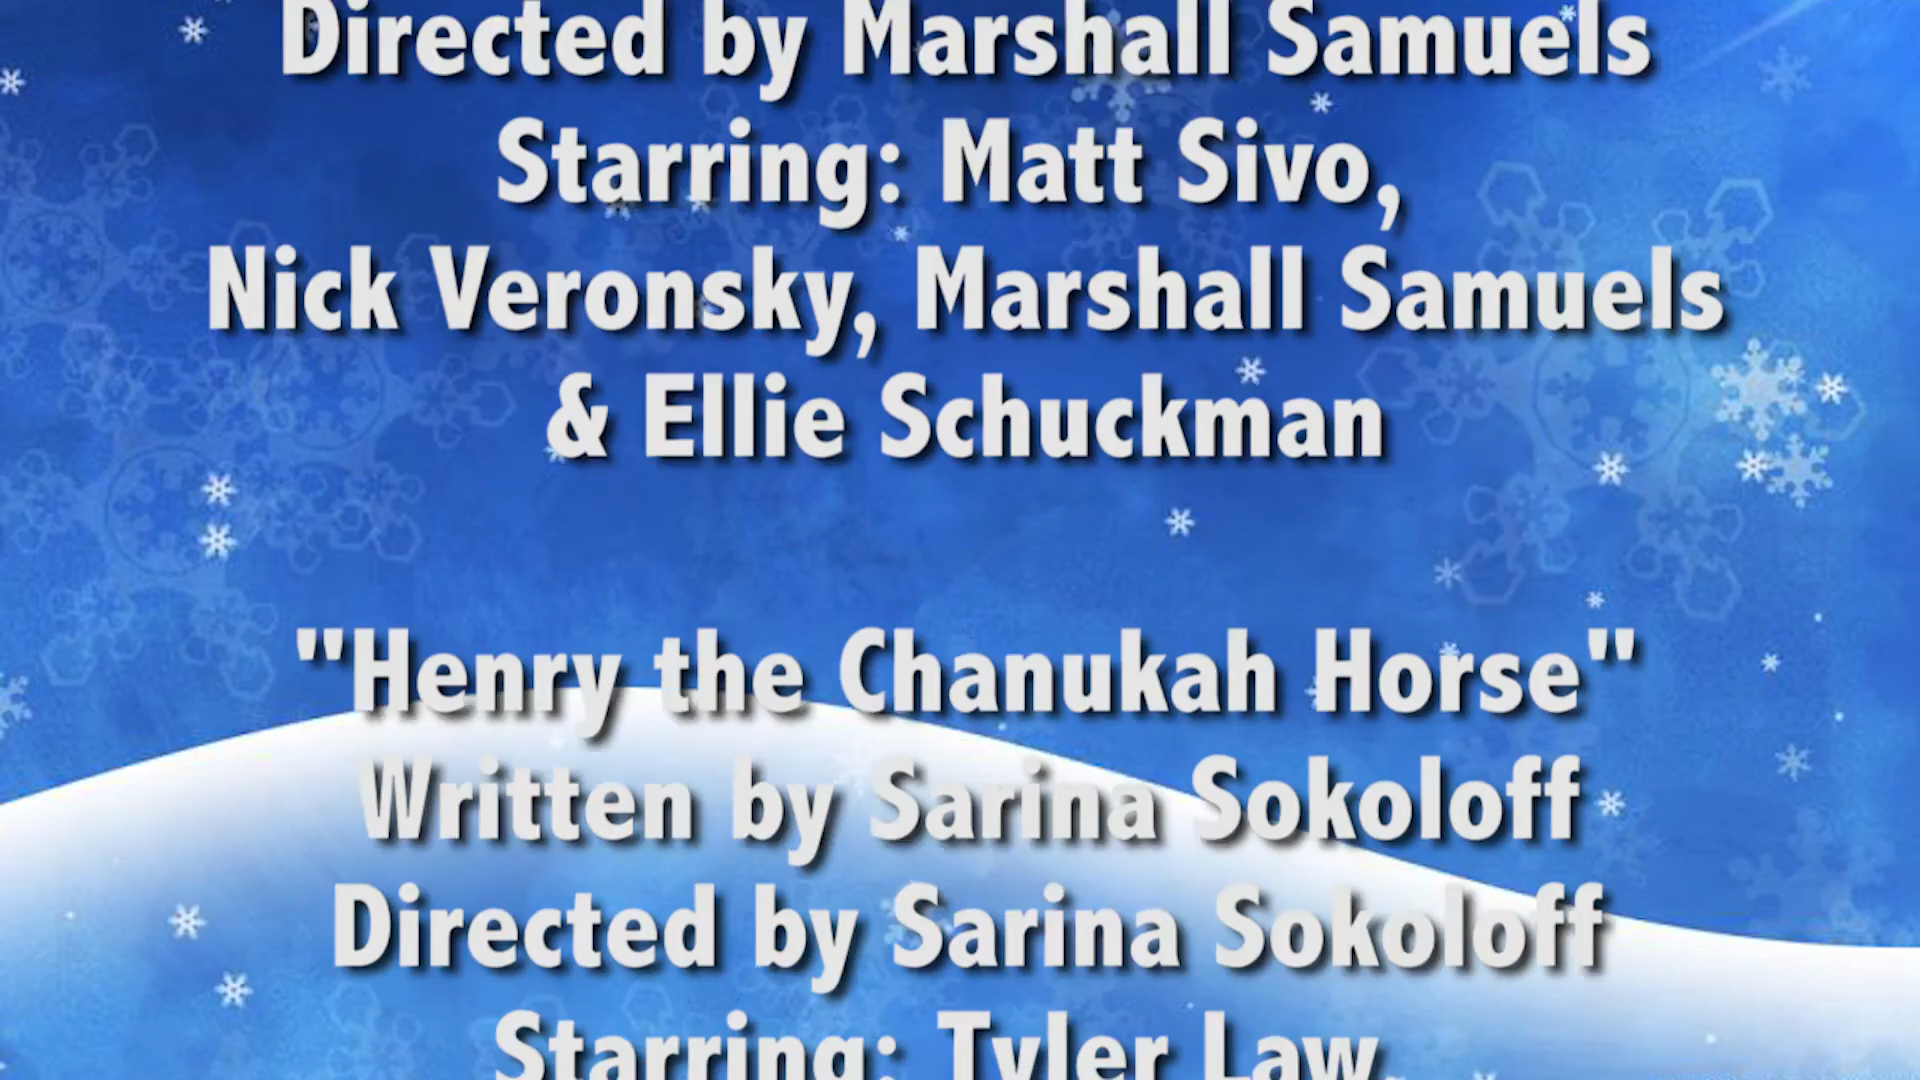 Directed by Marshall Samuels
Starring: Matt Sivo,
Nick Veronsky, Marshall Samuels
& Ellie Schuckman
"Henry the Chanukah Horse"
Written by Sarina Sokoloff
Directed by Sarina Sokoloff
Starring: Tyler Law,